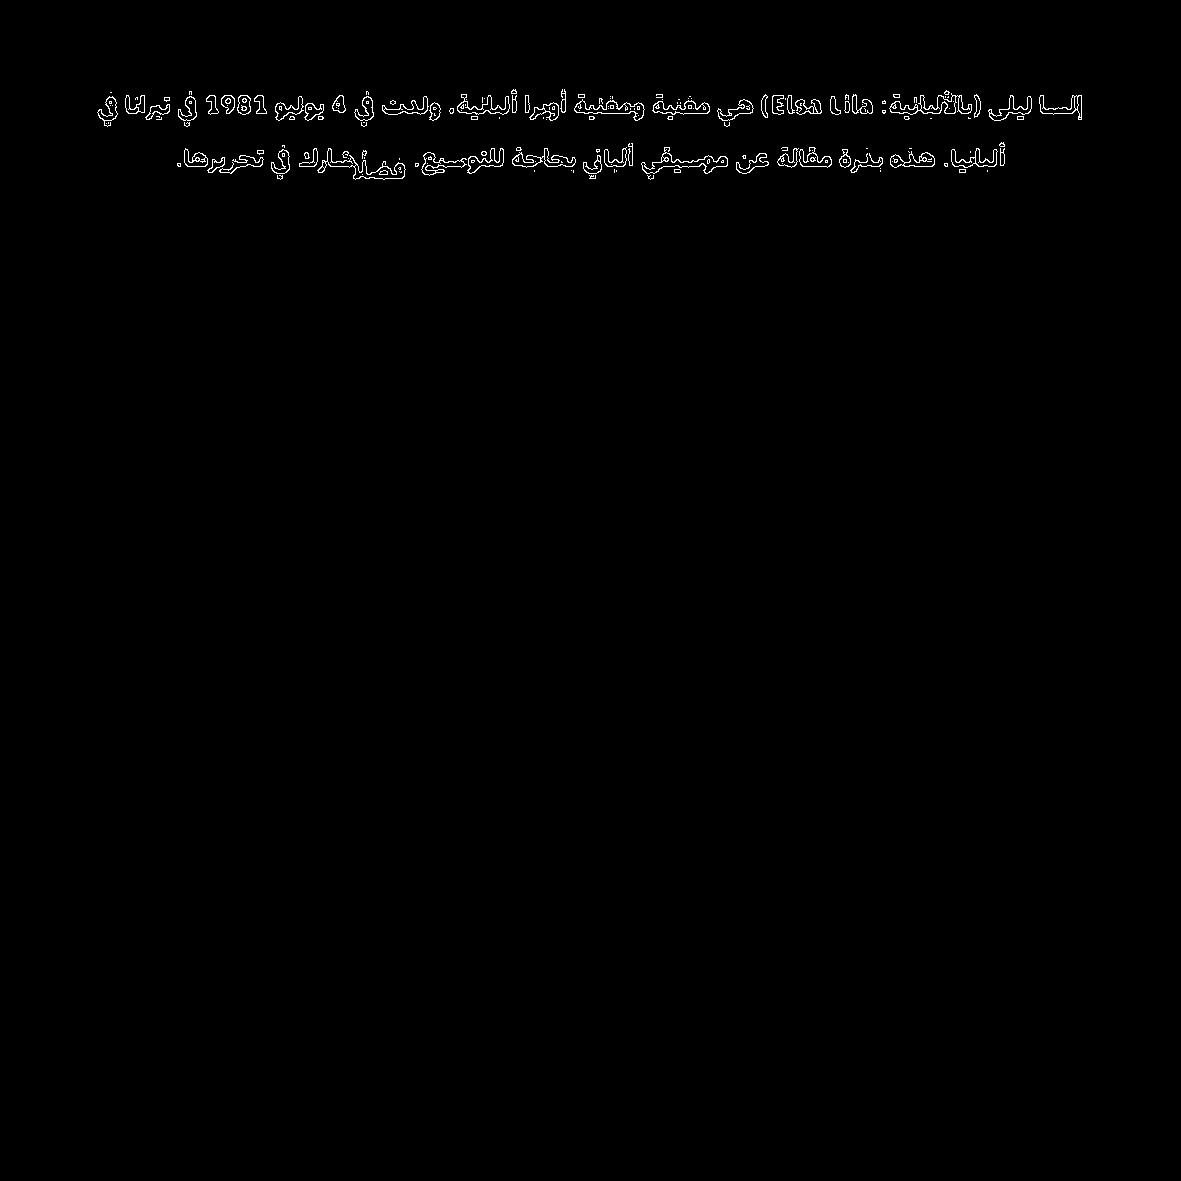 إلسا ليلى (بالألبانية: Elsa Lila) هي مغنية ومغنية أوبرا ألبانية. ولدت في 4 يوليو 1981 في تيرانا في
ألبانيا. هذه بذرة مقالة عن موسيقي ألباني بحاجة للتوسيع. فضلًا شارك في تحريرها.